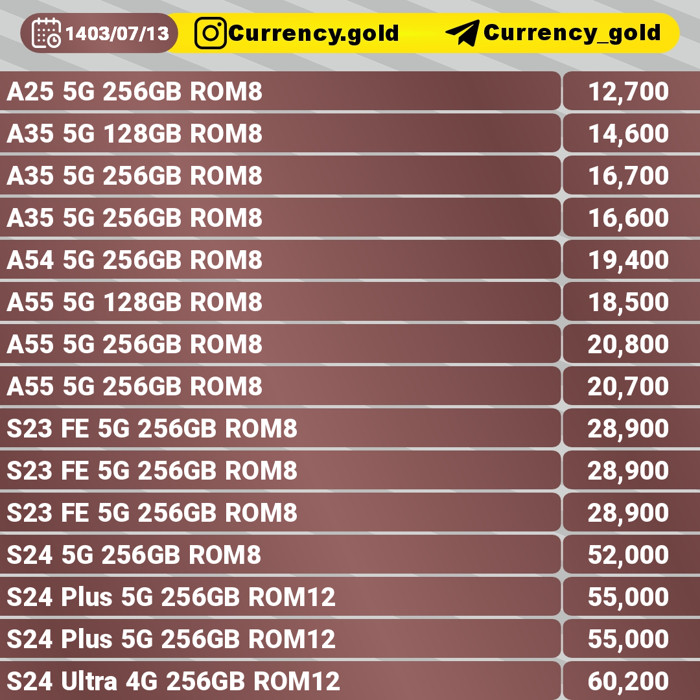 1403/07/13 Currency.gold Currency_gold
A25 5G 256GB ROM8 12,700
A35 5G 128GB ROM8 14,600
A35 5G 256GB ROM8 16,700
A35 5G 256GB ROM8 16,600
A54 5G 256GB ROM8 19,400
A55 5G 128GB ROM8 18,500
A55 5G 256GB ROM8 20,800
A55 5G 256GB ROM8 20,700
S23 FE 5G 256GB ROM8 28,900
S23 FE 5G 256GB ROM8 28,900
S23 FE 5G 256GB ROM8 28,900
S24 5G 256GB ROM8 52,000
S24 Plus 5G 256GB ROM12 55,000
S24 Plus 5G 256GB ROM12 55,000
S24 Ultra 4G 256GB ROM12 60,200